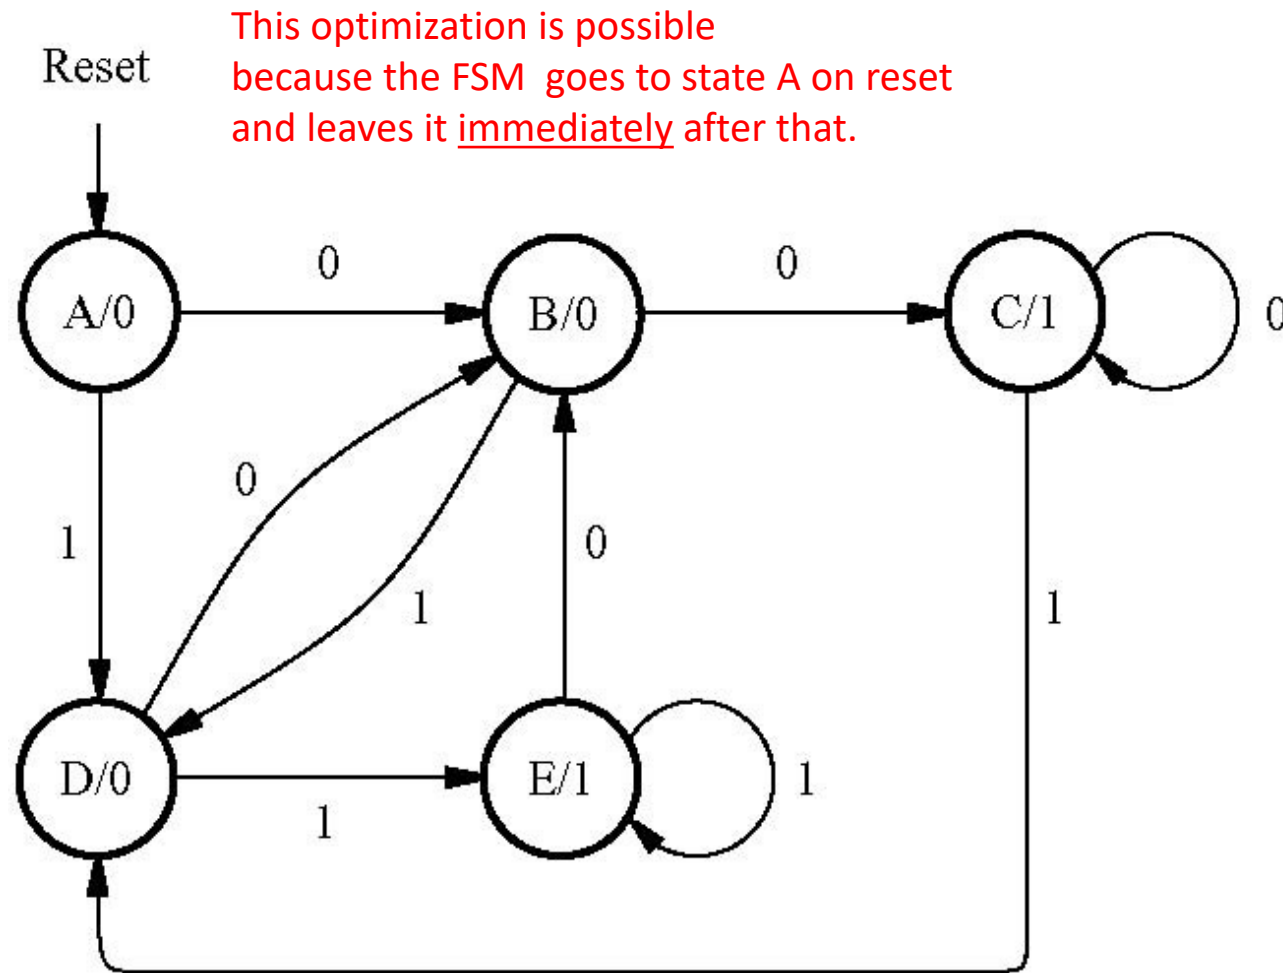 This optimization is possible
because the FSM goes to state A on reset
and leaves it immediately after that.
Reset
0
0
A/0
B/0
C/1
0
0
1
0
1
1
D/0
E/1
1
1